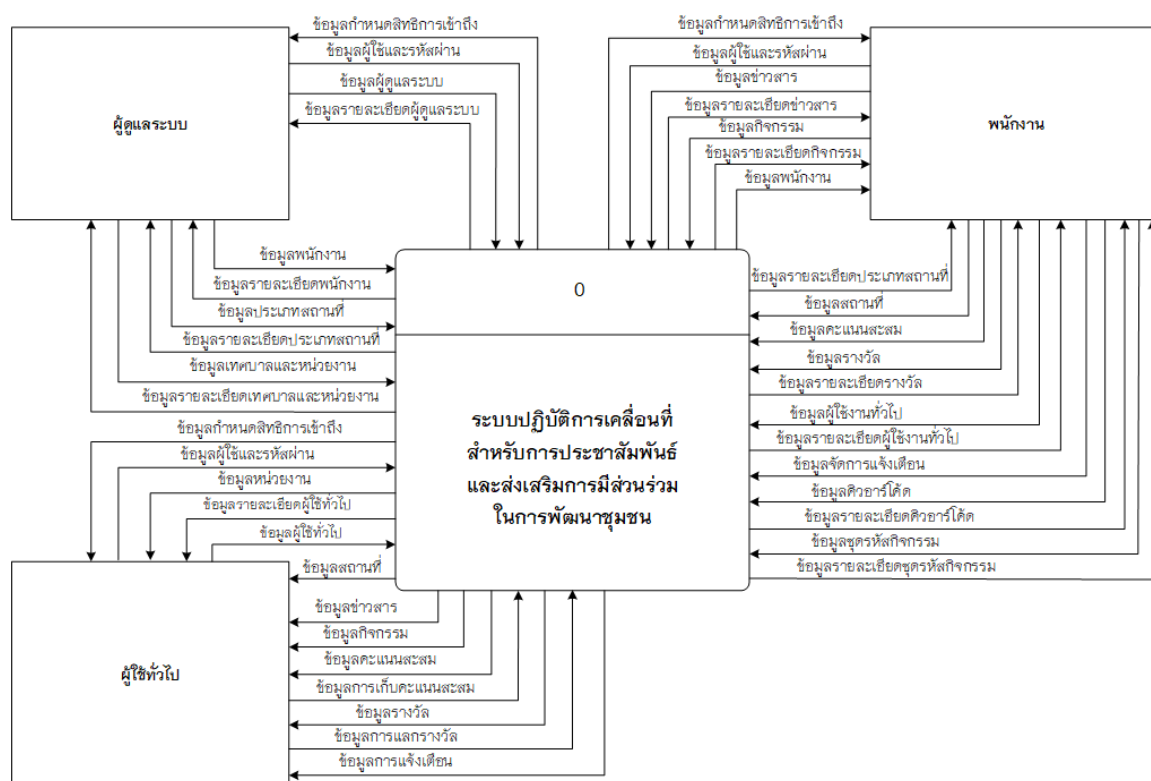 ข้อมูลกำหนดสิทธิการเข้าถึง
ข้อมูลผู้ใช้และรหัสผ่าน
ข้อมูลผู้ดูแลระบบ
ข้อมูลรายละเอียดผู้ดูแลระบบ
ผู้ดูแลระบบ
ข้อมูลกำหนดสิทธิการเข้าถึง
ข้อมูลผู้ใช้และรหัสผ่าน
ข้อมูลข่าวสาร
ข้อมูลรายละเอียดข่าวสาร
ข้อมูลกิจกรรม
ข้อมูลรายละเอียดกิจกรรม
ข้อมูลพนักงาน
พนักงาน
ข้อมูลพนักงาน
ข้อมูลรายละเอียดพนักงาน
ข้อมูลประเภทสถานที่
ข้อมูลรายละเอียดประเภทสถานที่
ข้อมูลเทศบาลและหน่วยงาน
ข้อมูลรายละเอียดเทศบาลและหน่วยงาน
0
ระบบปฏิบัติการเคลื่อนที่
สำหรับการประชาสัมพันธ์
และส่งเสริมการมีส่วนร่วม
ในการพัฒนาชุมชน
ข้อมูลรายละเอียดประเภทสถานที่
ข้อมูลสถานที่
ข้อมูลคะแนนสะสม
ข้อมูลรางวัล
ข้อมูลรายละเอียดรางวัล
ข้อมูลผู้ใช้งานทั่วไป
ข้อมูลรายละเอียดผู้ใช้งานทั่วไป
ข้อมูลจัดการแจ้งเตือน
ข้อมูลคิวอาร์โค้ด
ข้อมูลรายละเอียดคิวอาร์โค้ด
ข้อมูลชุดรหัสกิจกรรม
ข้อมูลรายละเอียดชุดรหัสกิจกรรม
ข้อมูลกำหนดสิทธิการเข้าถึง
ข้อมูลผู้ใช้และรหัสผ่าน
ข้อมูลหน่วยงาน
ข้อมูลรายละเอียดผู้ใช้ทั่วไป
ข้อมูลผู้ใช้ทั่วไป
ข้อมูลสถานที่
ข้อมูลข่าวสาร
ข้อมูลกิจกรรม
ข้อมูลคะแนนสะสม
ข้อมูลการเก็บคะแนนสะสม
ข้อมูลรางวัล
ข้อมูลการแลกรางวัล
ข้อมูลการแจ้งเตือน
ผู้ใช้ทั่วไป